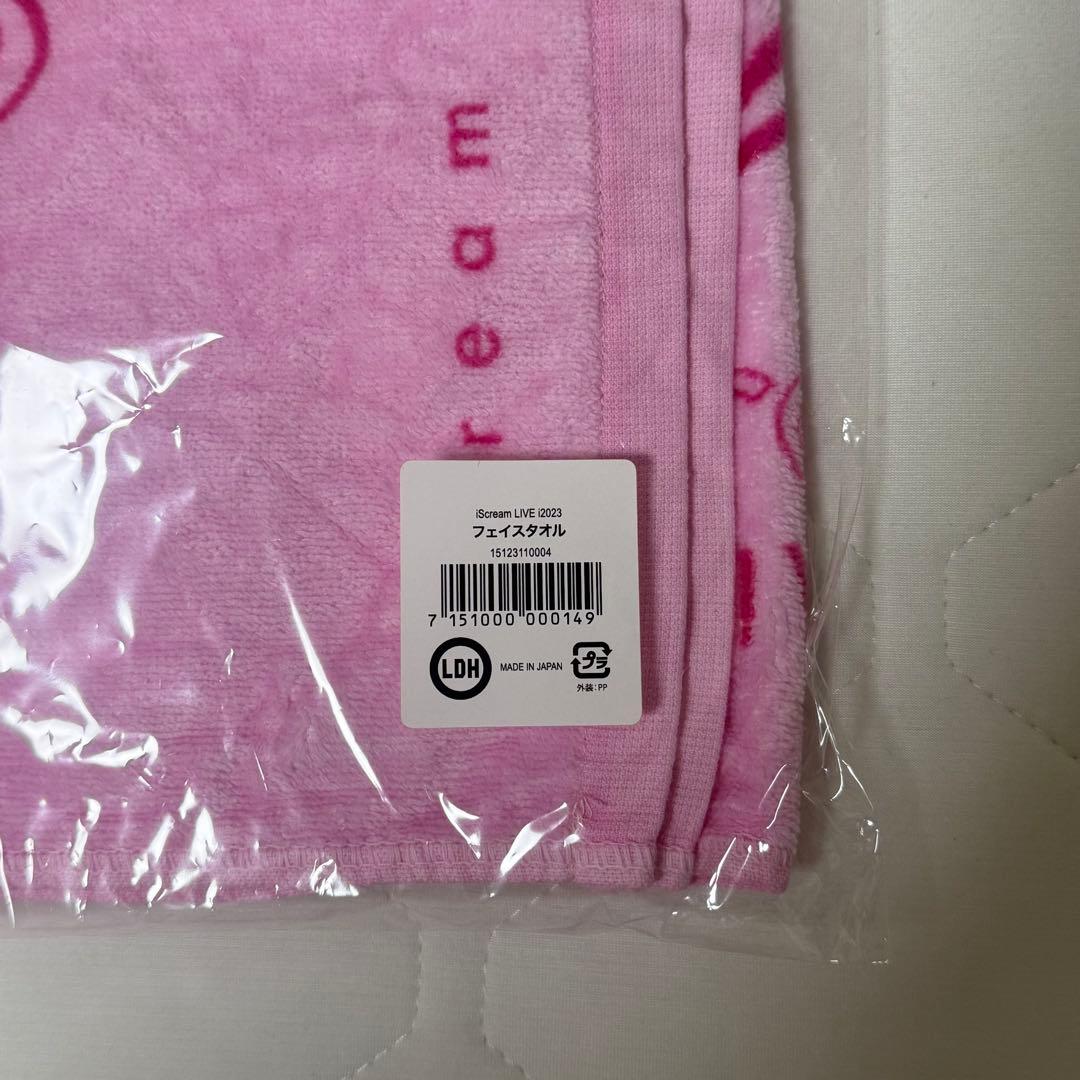 ream
iScream LIVE i2023
フェイスタオル
15123110004
7 151000 000149
LDH
MADE IN JAPAN
プラ
外装:PP